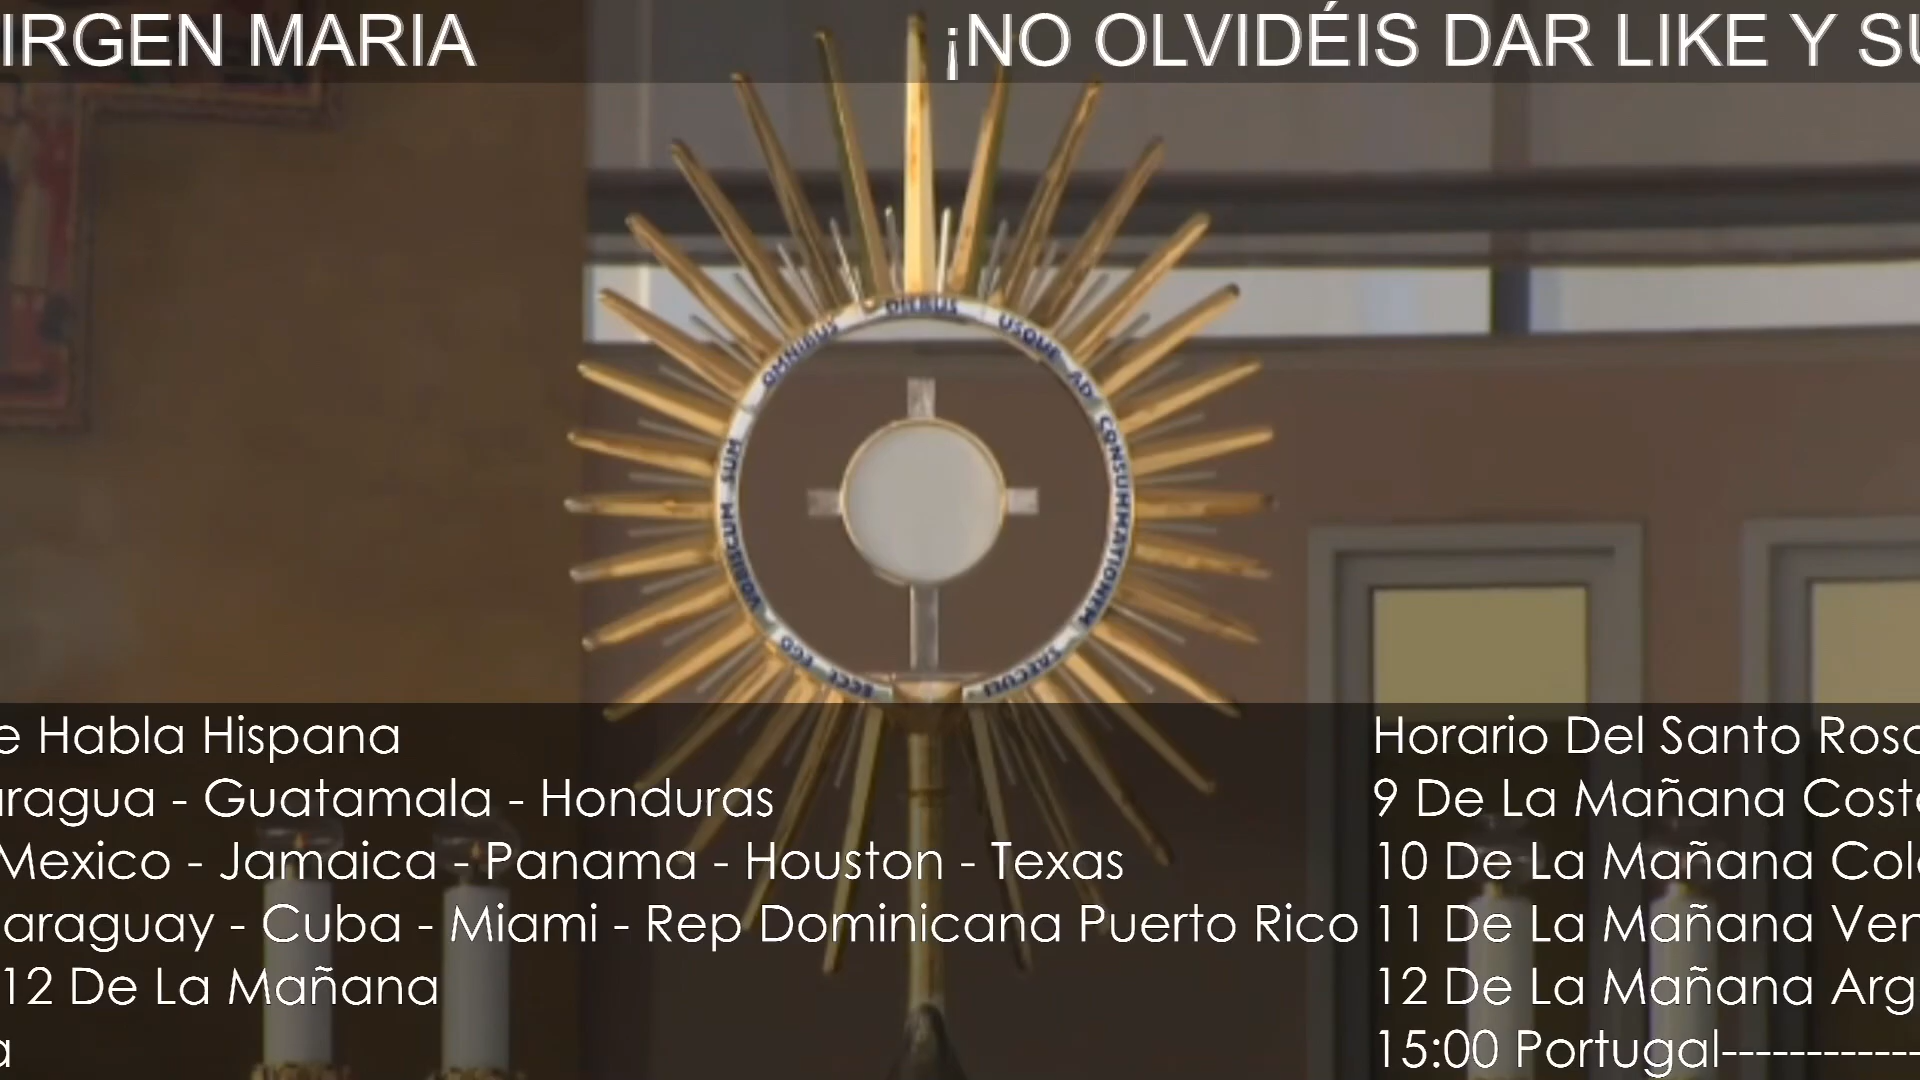 IRGEN MARIA ¡NO OLVIDÉIS DAR LIKE Y SU
ECCE EGO VOBISCUM SUM OMNIBUS DIEBUS USQUE AD CONSUMMATIONEM SAECULI
e Habla Hispana Horario Del Santo Rosa
ragua - Guatamala - Honduras 9 De La Mañana Costa
Mexico - Jamaica - Panama - Houston - Texas 10 De La Mañana Colo
araguay - Cuba - Miami - Rep Dominicana Puerto Rico 11 De La Mañana Ven
12 De La Mañana 12 De La Mañana Arg
a 15:00 Portugal------------